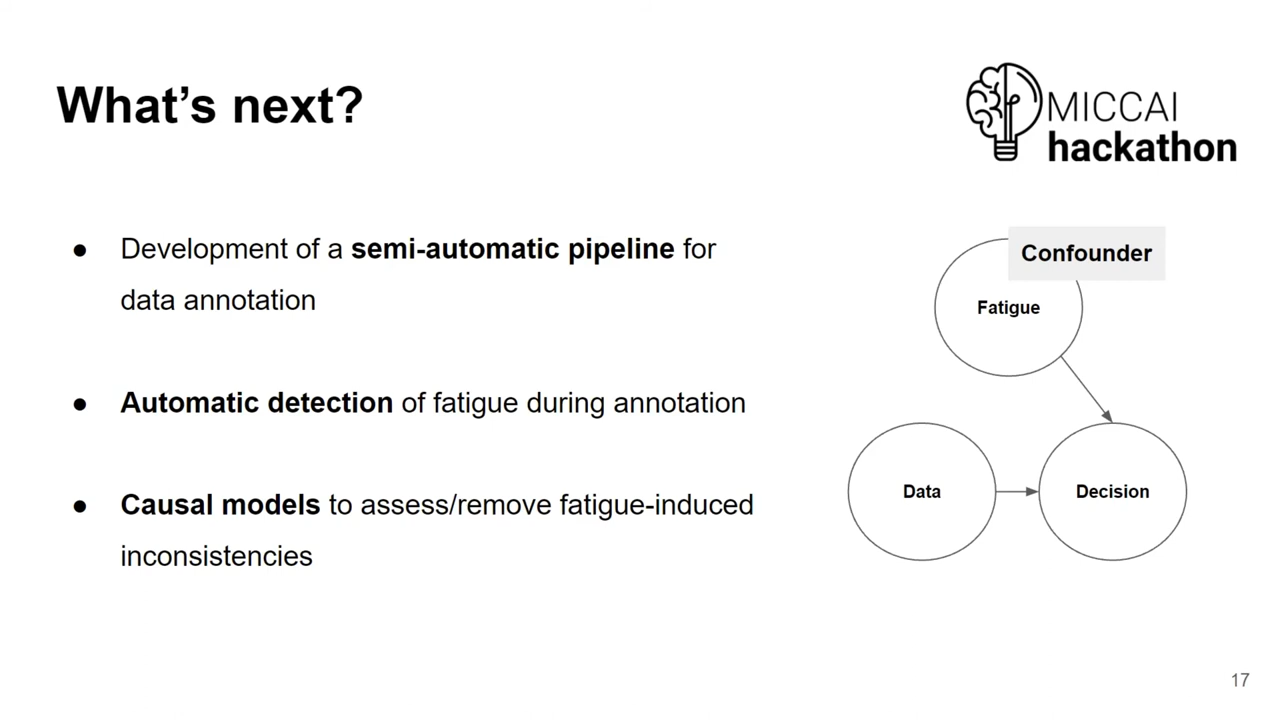 What's next?
MICCAI
hackathon
● Development of a semi-automatic pipeline for
data annotation
● Automatic detection of fatigue during annotation
● Causal models to assess/remove fatigue-induced
inconsistencies
Confounder
Fatigue
Data
Decision
17